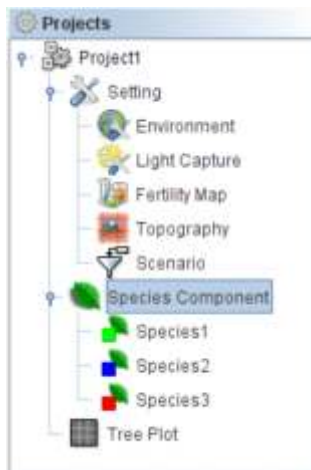 Projects
Project1
Setting
Environment
Light Capture
Fertility Map
Topography
Scenario
Species Component
Species1
Species2
Species3
Tree Plot